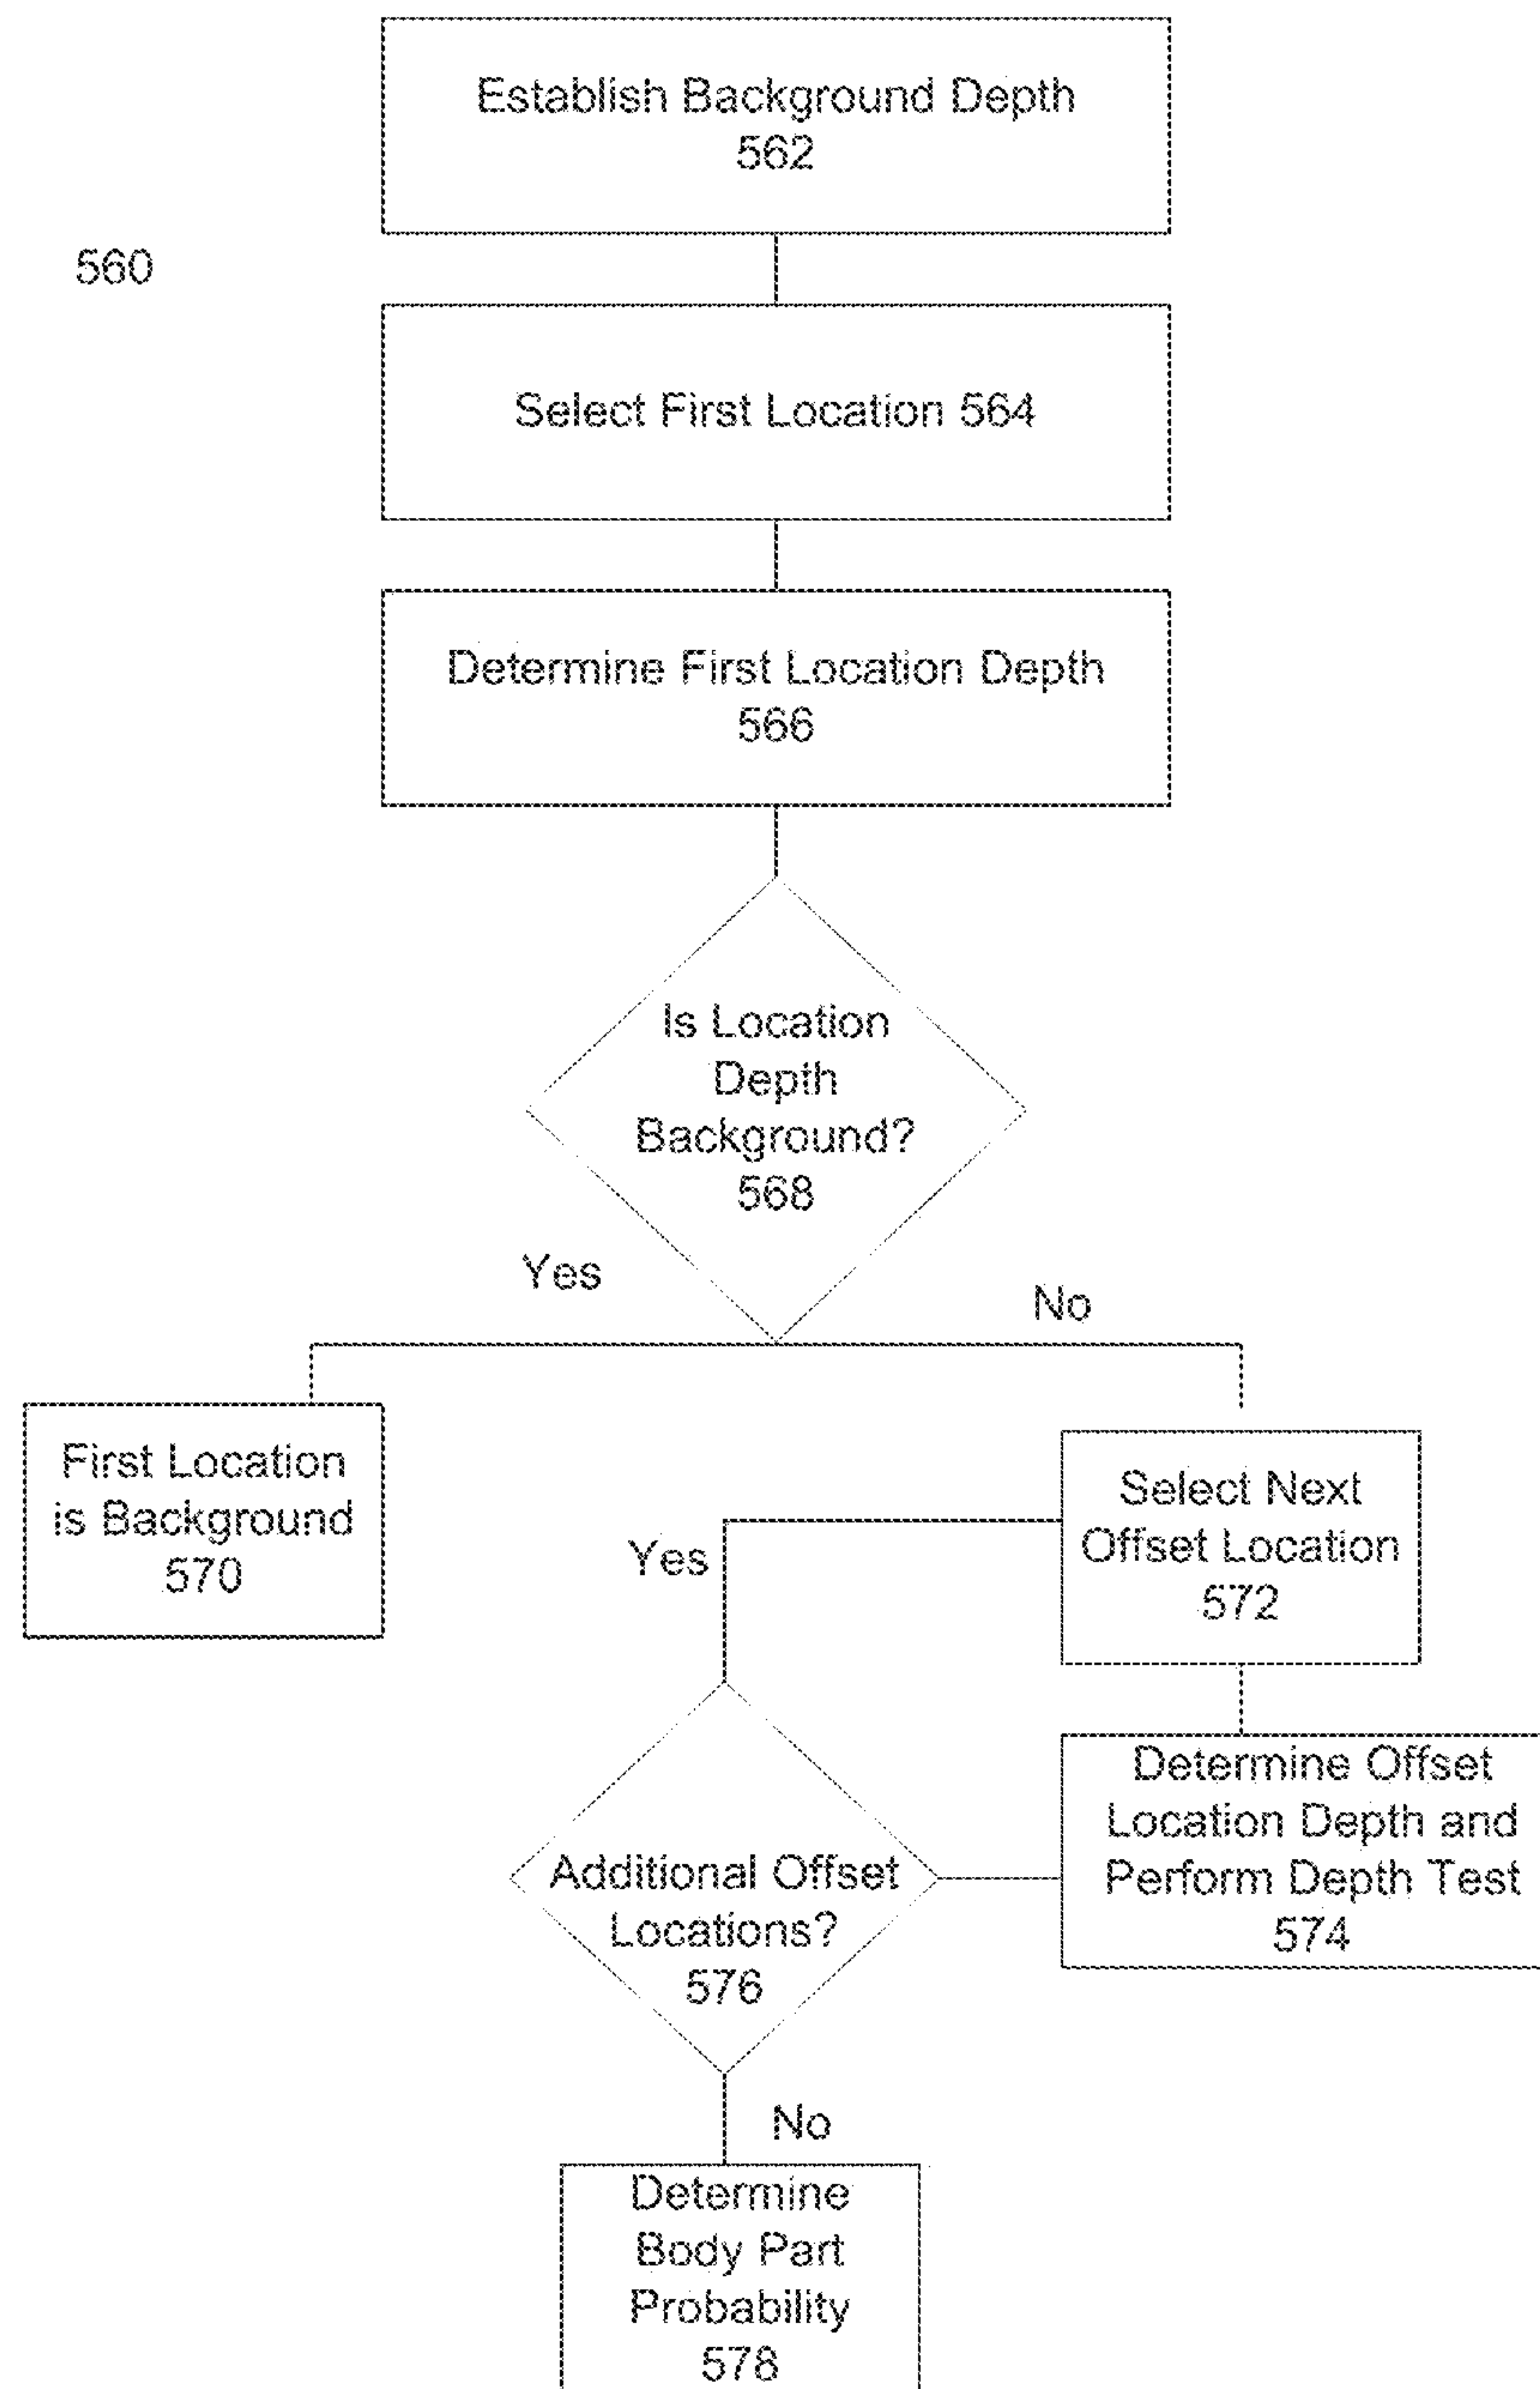 Establish Background Depth
562
560
Select First Location 564
Determine First Location Depth
566
Is Location
Depth
Background?
568
Yes
No
First Location
is Background
570
Select Next
Offset Location
572
Yes
Determine Offset
Location Depth and
Perform Depth Test
574
Additional Offset
Locations?
576
No
Determine
Body Part
Probability
578